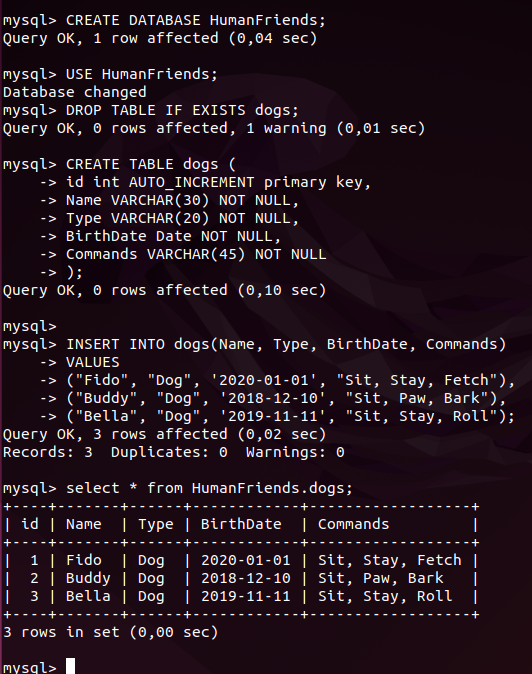 mysql> CREATE DATABASE HumanFriends;
Query OK, 1 row affected (0,04 sec)
mysql> USE HumanFriends;
Database changed
mysql> DROP TABLE IF EXISTS dogs;
Query OK, 0 rows affected, 1 warning (0,01 sec)
mysql> CREATE TABLE dogs (
    -> id int AUTO_INCREMENT primary key,
    -> Name VARCHAR(30) NOT NULL,
    -> Type VARCHAR(20) NOT NULL,
    -> BirthDate Date NOT NULL,
    -> Commands VARCHAR(45) NOT NULL
    -> );
Query OK, 0 rows affected (0,10 sec)
mysql>
mysql> INSERT INTO dogs(Name, Type, BirthDate, Commands)
    -> VALUES
    -> ("Fido", "Dog", '2020-01-01', "Sit, Stay, Fetch"),
    -> ("Buddy", "Dog", '2018-12-10', "Sit, Paw, Bark"),
    -> ("Bella", "Dog", '2019-11-11', "Sit, Stay, Roll");
Query OK, 3 rows affected (0,02 sec)
Records: 3  Duplicates: 0  Warnings: 0
mysql> select * from HumanFriends.dogs;
+----+-------+------+------------+------------------+
| id | Name  | Type | BirthDate  | Commands         |
+----+-------+------+------------+------------------+
|  1 | Fido  | Dog  | 2020-01-01 | Sit, Stay, Fetch |
|  2 | Buddy | Dog  | 2018-12-10 | Sit, Paw, Bark   |
|  3 | Bella | Dog  | 2019-11-11 | Sit, Stay, Roll  |
+----+-------+------+------------+------------------+
3 rows in set (0,00 sec)
mysql>